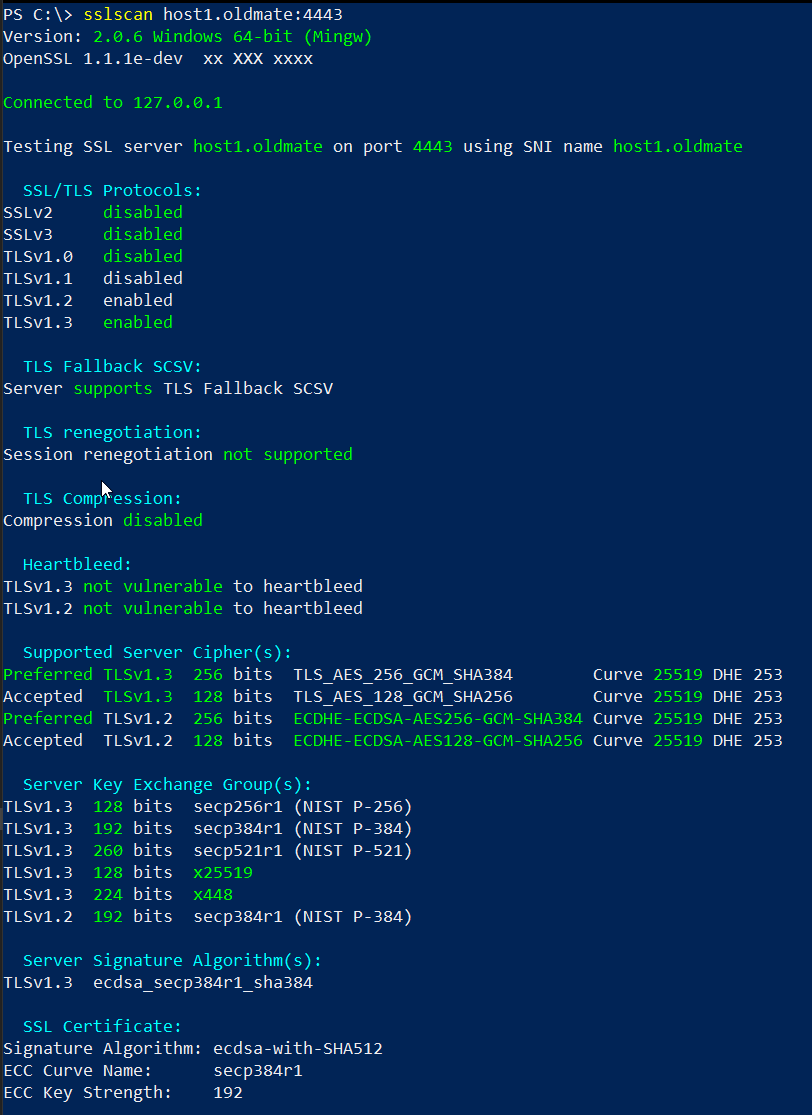 PS C:\> sslscan host1.oldmate:4443
Version: 2.0.6 Windows 64-bit (Mingw)
OpenSSL 1.1.1e-dev  xx XXX xxxx
Connected to 127.0.0.1
Testing SSL server host1.oldmate on port 4443 using SNI name host1.oldmate
  SSL/TLS Protocols:
SSLv2     disabled
SSLv3     disabled
TLSv1.0   disabled
TLSv1.1   disabled
TLSv1.2   enabled
TLSv1.3   enabled
  TLS Fallback SCSV:
Server supports TLS Fallback SCSV
  TLS renegotiation:
Session renegotiation not supported
  TLS Compression:
Compression disabled
  Heartbleed:
TLSv1.3 not vulnerable to heartbleed
TLSv1.2 not vulnerable to heartbleed
  Supported Server Cipher(s):
Preferred TLSv1.3  256 bits  TLS_AES_256_GCM_SHA384        Curve 25519 DHE 253
Accepted  TLSv1.3  128 bits  TLS_AES_128_GCM_SHA256        Curve 25519 DHE 253
Preferred TLSv1.2  256 bits  ECDHE-ECDSA-AES256-GCM-SHA384 Curve 25519 DHE 253
Accepted  TLSv1.2  128 bits  ECDHE-ECDSA-AES128-GCM-SHA256 Curve 25519 DHE 253
  Server Key Exchange Group(s):
TLSv1.3  128 bits  secp256r1 (NIST P-256)
TLSv1.3  192 bits  secp384r1 (NIST P-384)
TLSv1.3  260 bits  secp521r1 (NIST P-521)
TLSv1.3  128 bits  x25519
TLSv1.3  224 bits  x448
TLSv1.2  192 bits  secp384r1 (NIST P-384)
  Server Signature Algorithm(s):
TLSv1.3  ecdsa_secp384r1_sha384
  SSL Certificate:
Signature Algorithm: ecdsa-with-SHA512
ECC Curve Name:      secp384r1
ECC Key Strength:    192